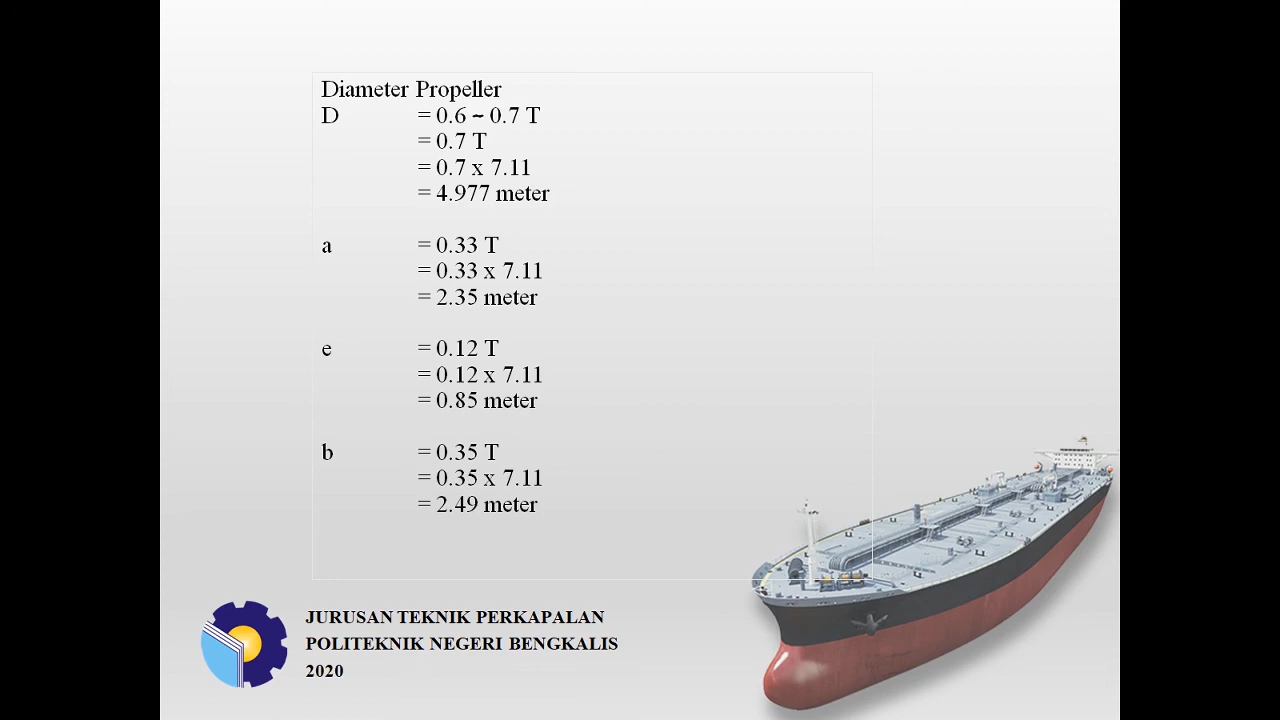 Diameter Propeller
D = 0.6 – 0.7 T
= 0.7 T
= 0.7 x 7.11
= 4.977 meter
a = 0.33 T
= 0.33 x 7.11
= 2.35 meter
e = 0.12 T
= 0.12 x 7.11
= 0.85 meter
b = 0.35 T
= 0.35 x 7.11
= 2.49 meter
JURUSAN TEKNIK PERKAPALAN
POLITEKNIK NEGERI BENGKALIS
2020